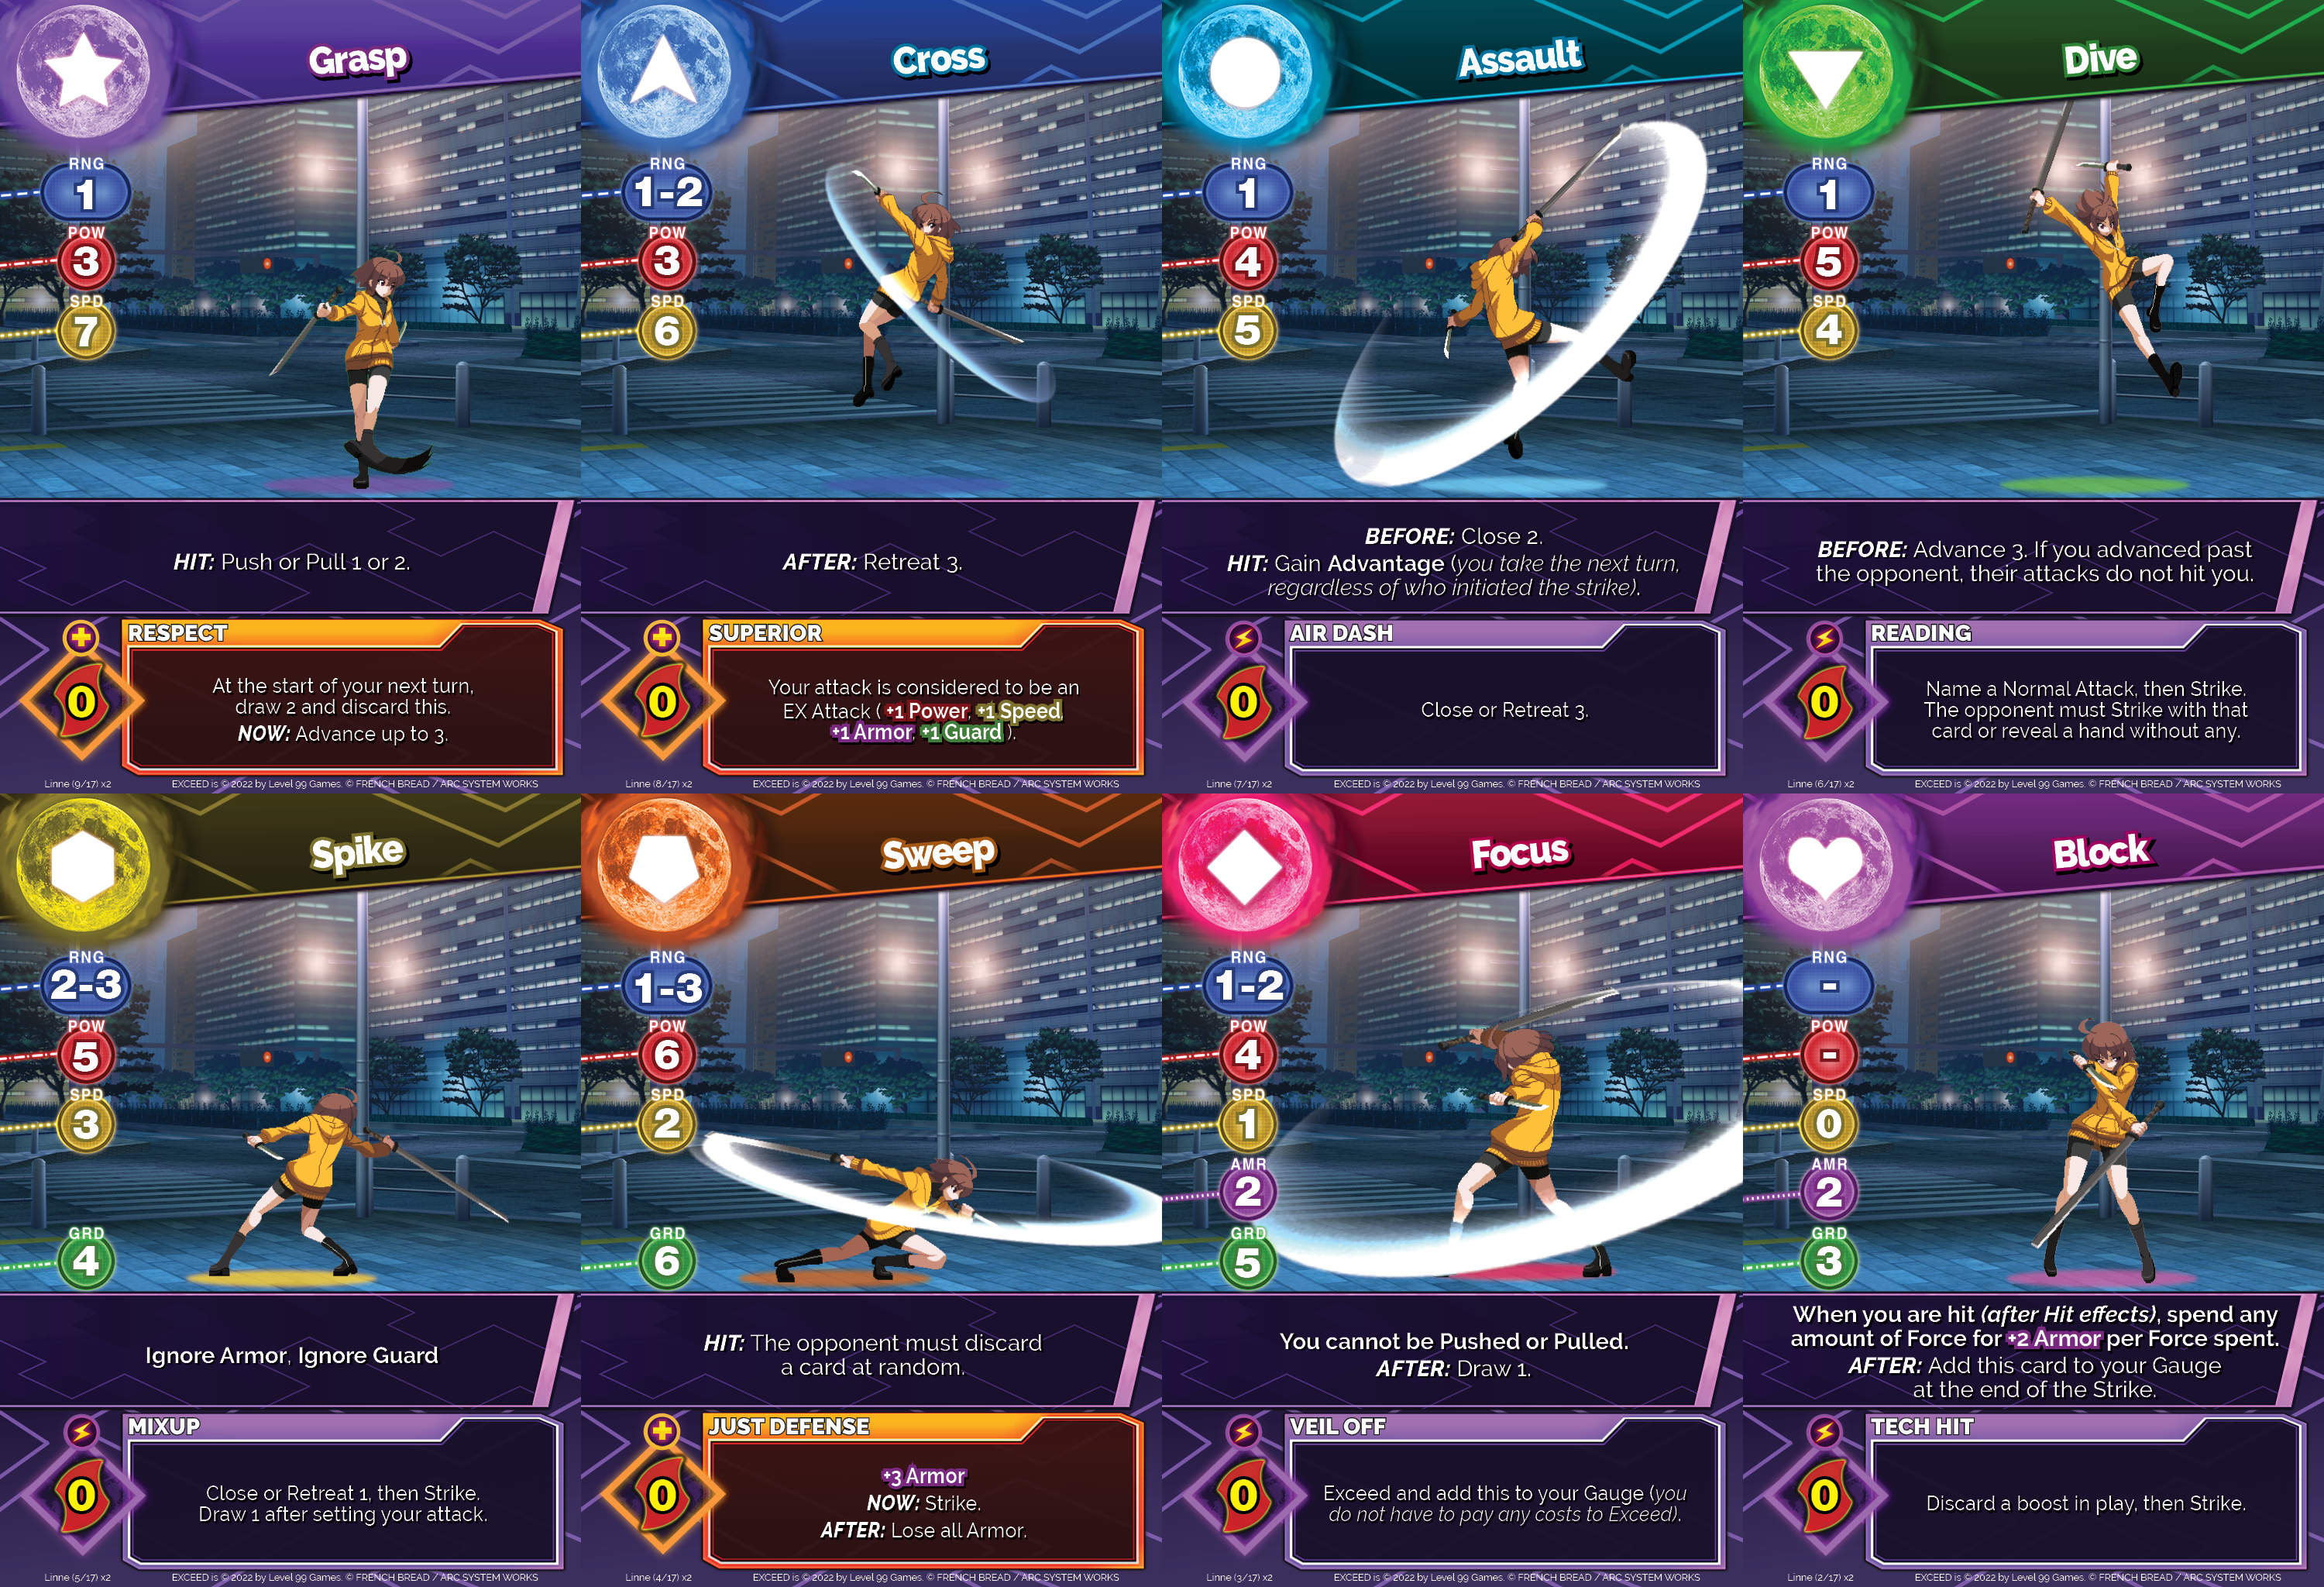 Grasp
RNG
1
POW
3
SPD
7
HIT: Push or Pull 1 or 2.
RESPECT
0
At the start of your next turn,
draw 2 and discard this.
NOW: Advance up to 3.
Linne (9/17) x2
EXCEED is © 2022 by Level 99 Games. © FRENCH BREAD / ARC SYSTEM WORKS
Cross
RNG
1-2
POW
3
SPD
6
AFTER: Retreat 3.
SUPERIOR
0
Your attack is considered to be an
EX Attack ( +1 Power, +1 Speed
+1 Armor, +1 Guard ).
Linne (8/17) x2
EXCEED is © 2022 by Level 99 Games. © FRENCH BREAD / ARC SYSTEM WORKS
Assault
RNG
1
POW
4
SPD
5
BEFORE: Close 2.
HIT: Gain Advantage (you take the next turn,
regardless of who initiated the strike).
AIR DASH
0
Close or Retreat 3.
Linne (7/17) x2
EXCEED is © 2022 by Level 99 Games. © FRENCH BREAD / ARC SYSTEM WORKS
Dive
RNG
1
POW
5
SPD
4
BEFORE: Advance 3. If you advanced past
the opponent, their attacks do not hit you.
READING
0
Name a Normal Attack, then Strike.
The opponent must Strike with that
card or reveal a hand without any.
Linne (6/17) x2
EXCEED is © 2022 by Level 99 Games. © FRENCH BREAD / ARC SYSTEM WORKS
Spike
RNG
2-3
POW
5
SPD
3
GRD
4
Ignore Armor, Ignore Guard
MIXUP
0
Close or Retreat 1, then Strike.
Draw 1 after setting your attack.
Linne (5/17) x2
EXCEED is © 2022 by Level 99 Games. © FRENCH BREAD / ARC SYSTEM WORKS
Sweep
RNG
1-3
POW
6
SPD
2
GRD
6
HIT: The opponent must discard
a card at random.
JUST DEFENSE
0
+3 Armor
NOW: Strike.
AFTER: Lose all Armor.
Linne (4/17) x2
EXCEED is © 2022 by Level 99 Games. © FRENCH BREAD / ARC SYSTEM WORKS
Focus
RNG
1-2
POW
4
SPD
1
AMR
2
GRD
5
You cannot be Pushed or Pulled.
AFTER: Draw 1.
VEIL OFF
0
Exceed and add this to your Gauge (you
do not have to pay any costs to Exceed).
Linne (3/17) x2
EXCEED is © 2022 by Level 99 Games. © FRENCH BREAD / ARC SYSTEM WORKS
Block
RNG
-
POW
-
SPD
0
AMR
2
GRD
3
When you are hit (after Hit effects), spend any
amount of Force for +2 Armor per Force spent.
AFTER: Add this card to your Gauge
at the end of the Strike.
TECH HIT
0
Discard a boost in play, then Strike.
Linne (2/17) x2
EXCEED is © 2022 by Level 99 Games. © FRENCH BREAD / ARC SYSTEM WORKS